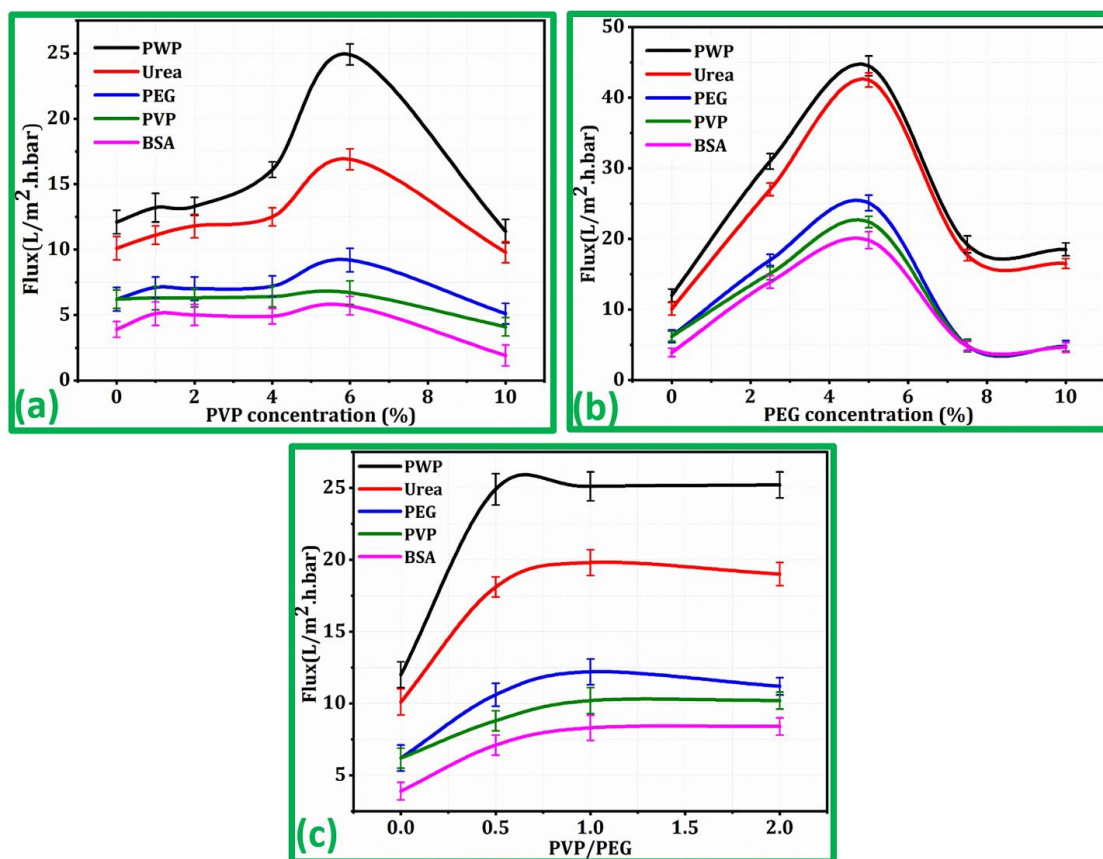 PWP
Urea
PEG
PVP
BSA
Flux(L/m².h.bar)
25
20
15
10
5
0
0 2 4 6 8 10
PVP concentration (%)
(a)
PWP
Urea
PEG
PVP
BSA
Flux(L/m².h.bar)
50
40
30
20
10
0
0 2 4 6 8 10
PEG concentration (%)
(b)
PWP
Urea
PEG
PVP
BSA
Flux(L/m².h.bar)
25
20
15
10
5
0.0 0.5 1.0 1.5 2.0
PVP/PEG
(c)